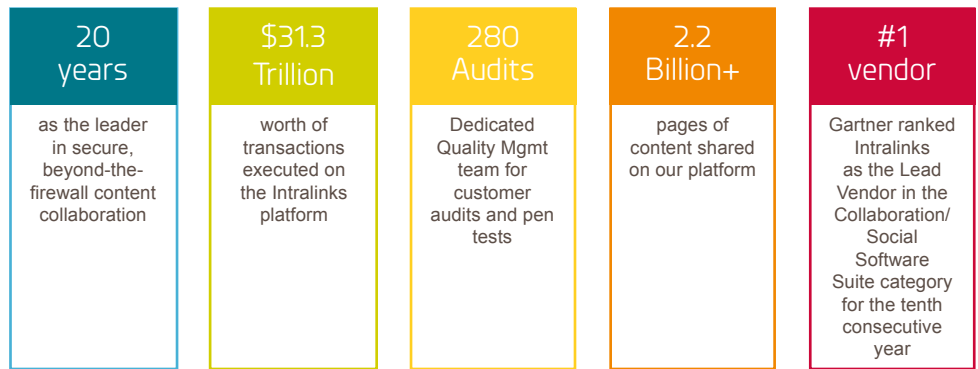 20
years
as the leader
in secure,
beyond-the-
firewall content
collaboration
$31.3
Trillion
worth of
transactions
executed on
the Intralinks
platform
280
Audits
Dedicated
Quality Mgmt
team for
customer
audits and pen
tests
2.2
Billion+
pages of
content shared
on our platform
#1
vendor
Gartner ranked
Intralinks
as the Lead
Vendor in the
Collaboration/
Social
Software
Suite category
for the tenth
consecutive
year